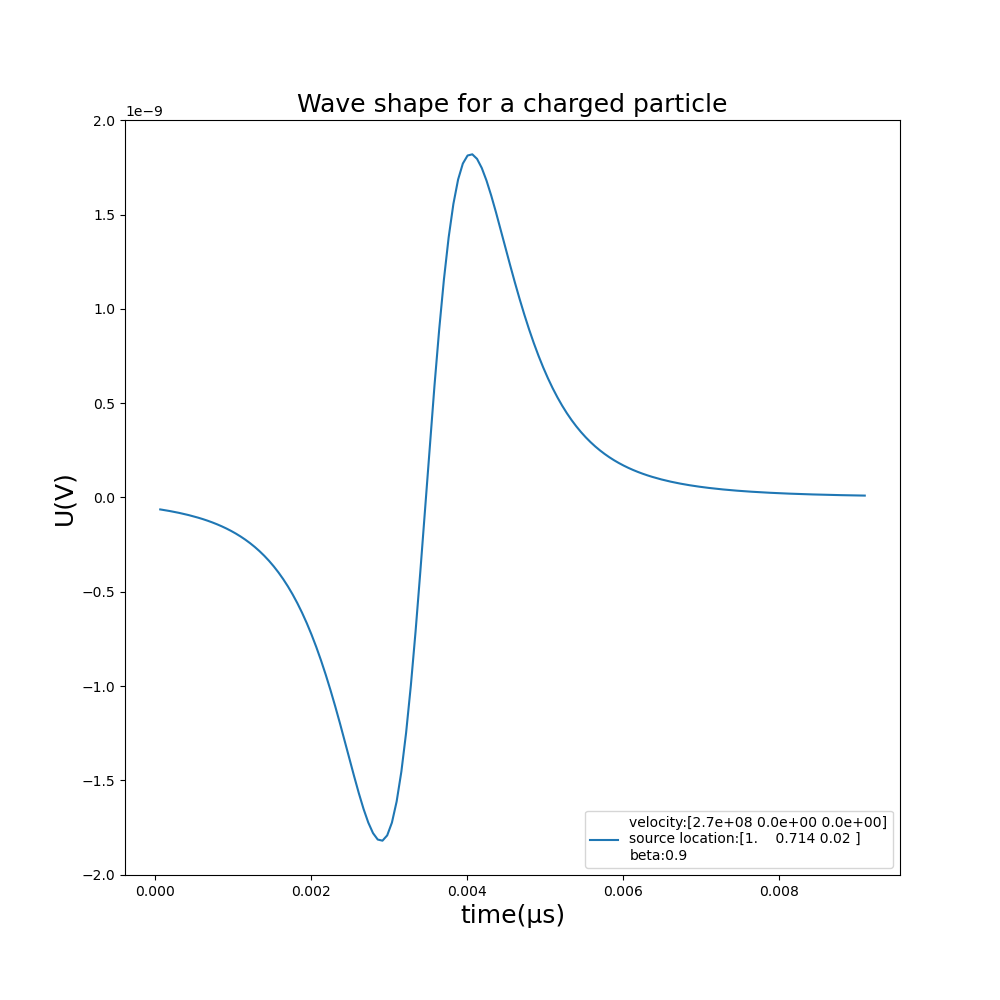 Wave shape for a charged particle
1e−9
2.0
1.5
1.0
0.5
0.0
−0.5
−1.0
−1.5
−2.0
U(V)
velocity:[2.7e+08 0.0e+00 0.0e+00]
source location:[1.    0.714 0.02 ]
beta:0.9
0.000 0.002 0.004 0.006 0.008
time(μs)